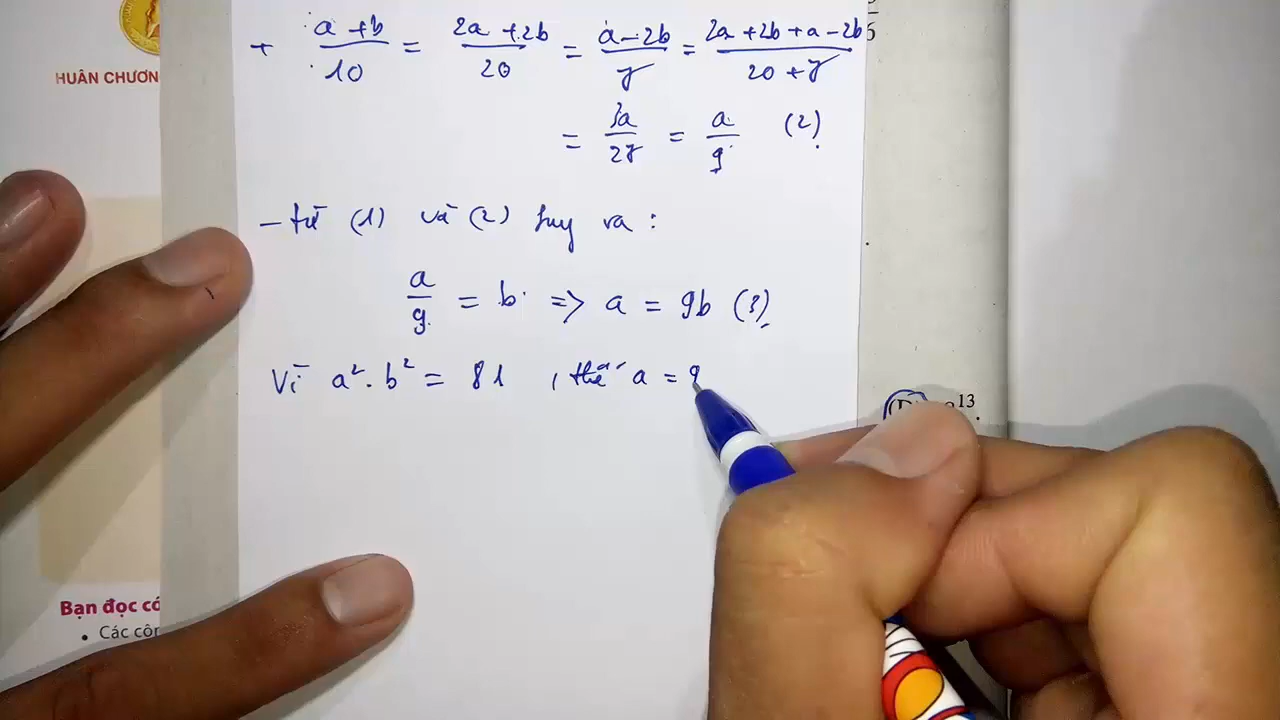 + a+b/10 = 2a+2b/20 = a-2b/7 = 2a+2b+a-2b/20+7
= 3a/27 = a/9 (2)
- từ (1) và (2) suy ra :
a/9 = b => a = 9b (3)
Vì a².b² = 81 , thế a = 9
HUÂN CHƯƠN
Bạn đọc có
• Các côn
5
(D) 13.